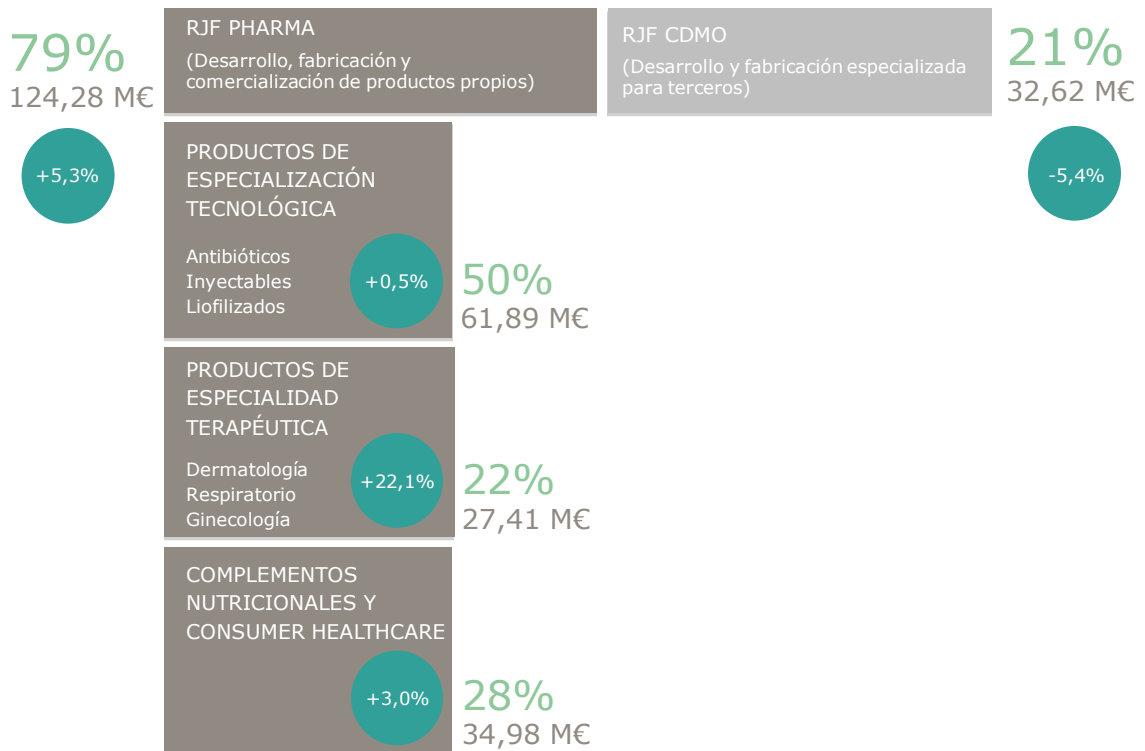 79%
124,28 M€
+5,3%
RJF PHARMA
(Desarrollo, fabricación y
comercialización de productos propios)
RJF CDMO
(Desarrollo y fabricación especializada
para terceros)
21%
32,62 M€
-5,4%
PRODUCTOS DE
ESPECIALIZACIÓN
TECNOLÓGICA
Antibióticos
Inyectables
Liofilizados
+0,5%
50%
61,89 M€
PRODUCTOS DE
ESPECIALIDAD
TERAPÉUTICA
Dermatología
Respiratorio
Ginecología
+22,1%
22%
27,41 M€
COMPLEMENTOS
NUTRICIONALES Y
CONSUMER HEALTHCARE
+3,0%
28%
34,98 M€